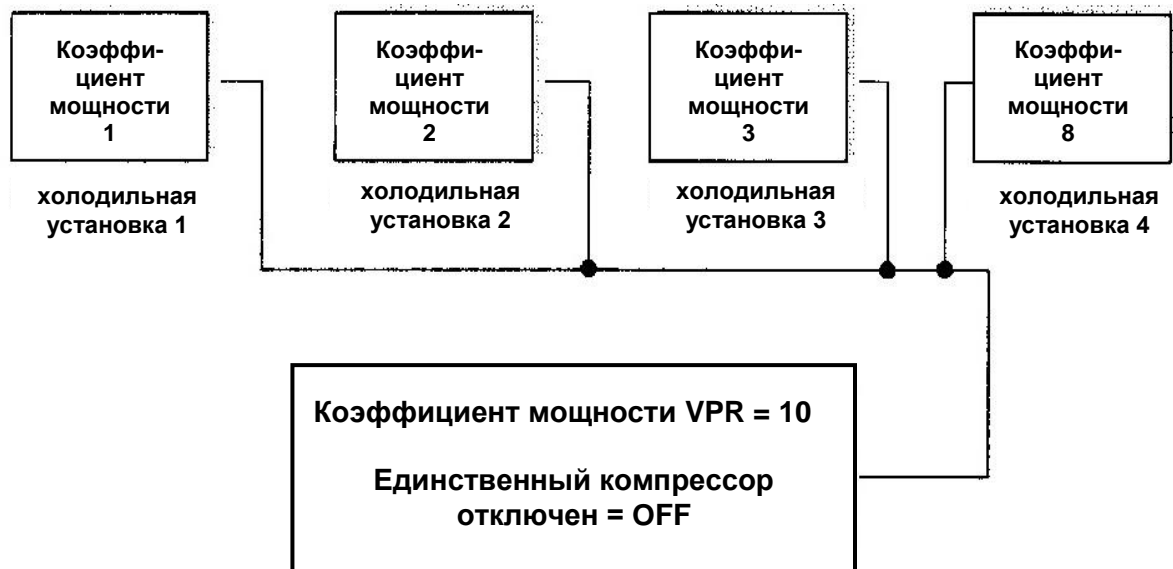 Коэффи-
циент
мощности
1
Коэффи-
циент
мощности
2
Коэффи-
циент
мощности
3
Коэффи-
циент
мощности
8
холодильная
установка 1
холодильная
установка 2
холодильная
установка 3
холодильная
установка 4
Коэффициент мощности VPR = 10
Единственный компрессор
отключен = OFF